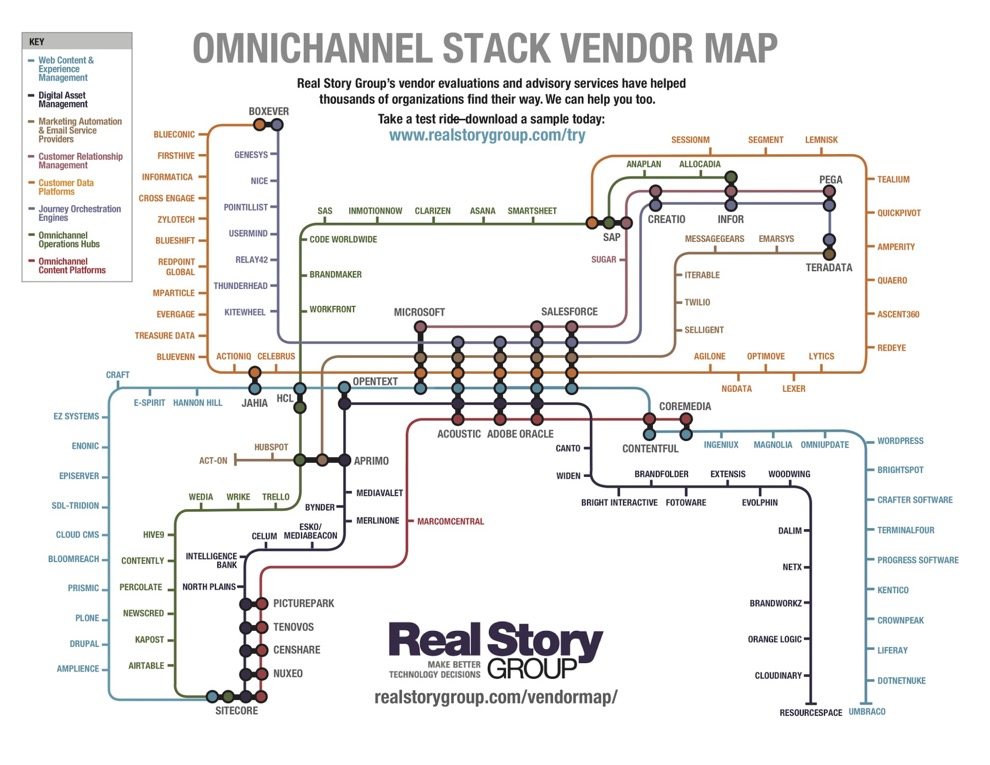 OMNICHANNEL STACK VENDOR MAP
KEY
Web Content &
Experience
Management
Digital Asset
Management
Marketing Automation
& Email Service
Providers
Customer Relationship
Management
Customer Data
Platforms
Journey Orchestration
Engines
Omnichannel
Operations Hubs
Omnichannel
Content Platforms
Real Story Group's vendor evaluations and advisory services have helped
thousands of organizations find their way. We can help you too.
Take a test ride–download a sample today:
www.realstorygroup.com/try
BOXEVER
BLUECONIC
FIRSTHIVE
INFORMATICA
CROSS ENGAGE
ZYLOTECH
BLUESHIFT
REDPOINT
GLOBAL
MPARTICLE
EVERGAGE
TREASURE DATA
BLUEVENN
GENESYS
NICE
POINTILLIST
USERMIND
RELAY42
THUNDERHEAD
KITEWHEEL
ACTIONIQ
CELEBRUS
SAS
INMOTIONNOW
CLARIZEN
ASANA
SMARTSHEET
CODE WORLDWIDE
BRANDMAKER
WORKFRONT
SESSIONM
SEGMENT
LEMNISK
ANAPLAN
ALLOCADIA
PEGA
CREATIO
INFOR
SAP
SUGAR
MESSAGEGEARS
EMARSYS
TERADATA
ITERABLE
TWILIO
SELLIGENT
TEALIUM
QUICKPIVOT
AMPERITY
QUAERO
ASCENT360
REDEYE
AGILONE
OPTIMOVE
LYTICS
NGDATA
LEXER
MICROSOFT
SALESFORCE
CRAFT
E-SPIRIT
HANNON HILL
JAHIA
HCL
OPENTEXT
ACOUSTIC
ADOBE
ORACLE
COREMEDIA
CONTENTFUL
INGENIUX
MAGNOLIA
OMNIUPDATE
EZ SYSTEMS
ENONIC
EPISERVER
SDL-TRIDION
CLOUD CMS
BLOOMREACH
PRISMIC
PLONE
DRUPAL
AMPLIENCE
HUBSPOT
ACT-ON
APRIMO
WEDIA
WRIKE
TRELLO
HIVE9
CONTENTLY
PERCOLATE
NEWSCRED
KAPOST
AIRTABLE
MEDIAVALET
BYNDER
MERLINONE
ESKO/
MEDIABEACON
CELUM
INTELLIGENCE
BANK
NORTH PLAINS
MARCOMCENTRAL
PICTUREPARK
TENOVOS
CENSHARE
NUXEO
SITECORE
CANTO
WIDEN
BRANDFOLDER
EXTENSIS
WOODWING
BRIGHT INTERACTIVE
FOTOWARE
EVOLPHIN
DALIM
NETX
BRANDWORKZ
ORANGE LOGIC
CLOUDINARY
RESOURCESPACE
WORDPRESS
BRIGHTSPOT
CRAFTER SOFTWARE
TERMINALFOUR
PROGRESS SOFTWARE
KENTICO
CROWNPEAK
LIFERAY
DOTNETNUKE
UMBRACO
Real Story
GROUP
MAKE BETTER
TECHNOLOGY DECISIONS
realstorygroup.com/vendormap/